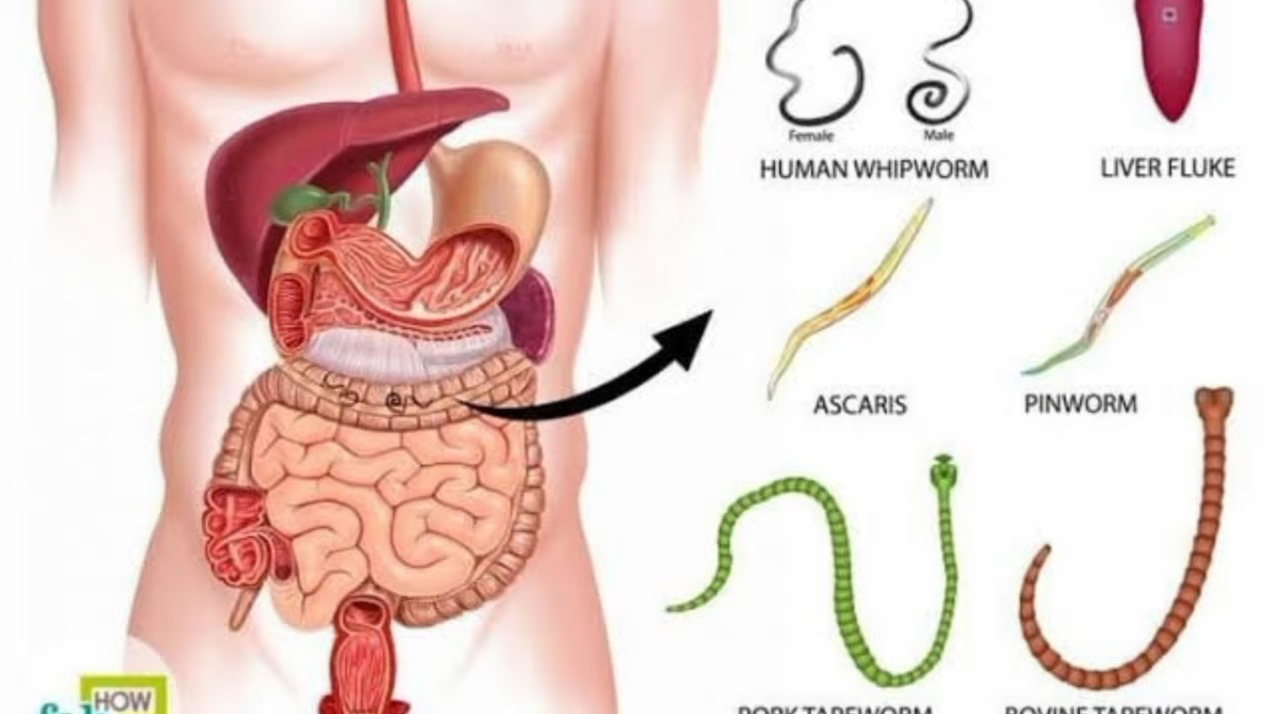 Female
Male
HUMAN WHIPWORM
LIVER FLUKE
ASCARIS
PINWORM
PORK TAPEWORM
BOVINE TAPEWORM
HOW